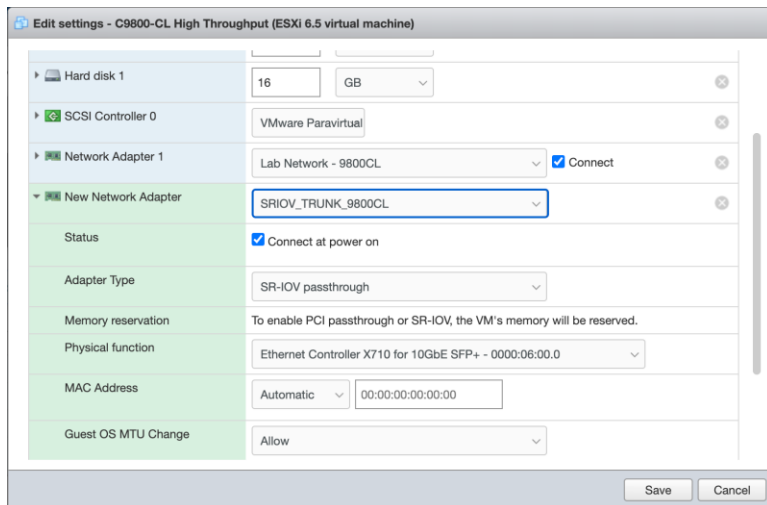 Edit settings - C9800-CL High Throughput (ESXi 6.5 virtual machine)
Hard disk 1 16 GB
SCSI Controller 0 VMware Paravirtual
Network Adapter 1 Lab Network - 9800CL Connect
New Network Adapter SRIOV_TRUNK_9800CL
Status Connect at power on
Adapter Type SR-IOV passthrough
Memory reservation To enable PCI passthrough or SR-IOV, the VM's memory will be reserved.
Physical function Ethernet Controller X710 for 10GbE SFP+ - 0000:06:00.0
MAC Address Automatic 00:00:00:00:00:00
Guest OS MTU Change Allow
Save Cancel